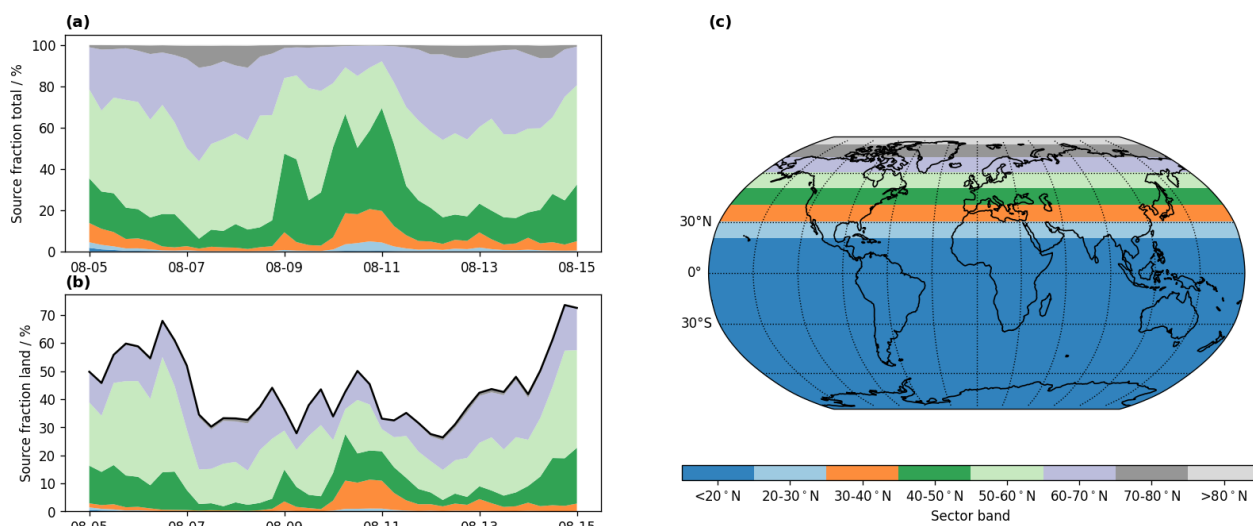 (a)
100
80
60
40
20
0
Source fraction total / %
08-05 08-07 08-09 08-11 08-13 08-15
(b)
70
60
50
40
30
20
10
0
Source fraction land / %
08-05 08-07 08-09 08-11 08-13 08-15
(c)
30°N
0°
30°S
<20°N 20-30°N 30-40°N 40-50°N 50-60°N 60-70°N 70-80°N >80°N
Sector band